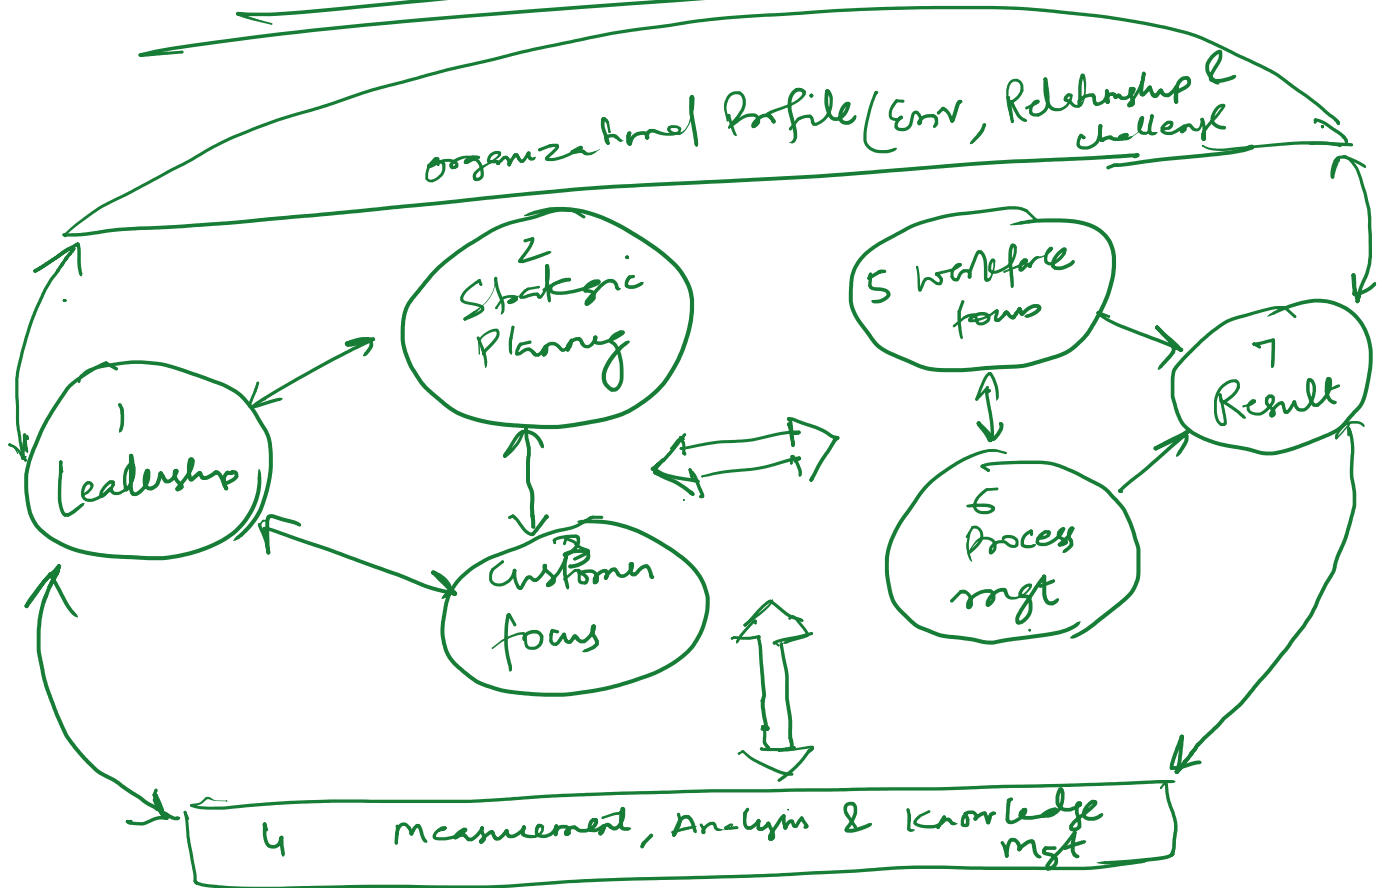 organizational Profile (Env, Relationship &
challenge
2
Strategic
Planning
5 Workforce
focus
7
Result
1
Leadership
6
Process
mgt
3
Customer
focus
4 Measurement, Analysis & Knowledge
Mgt